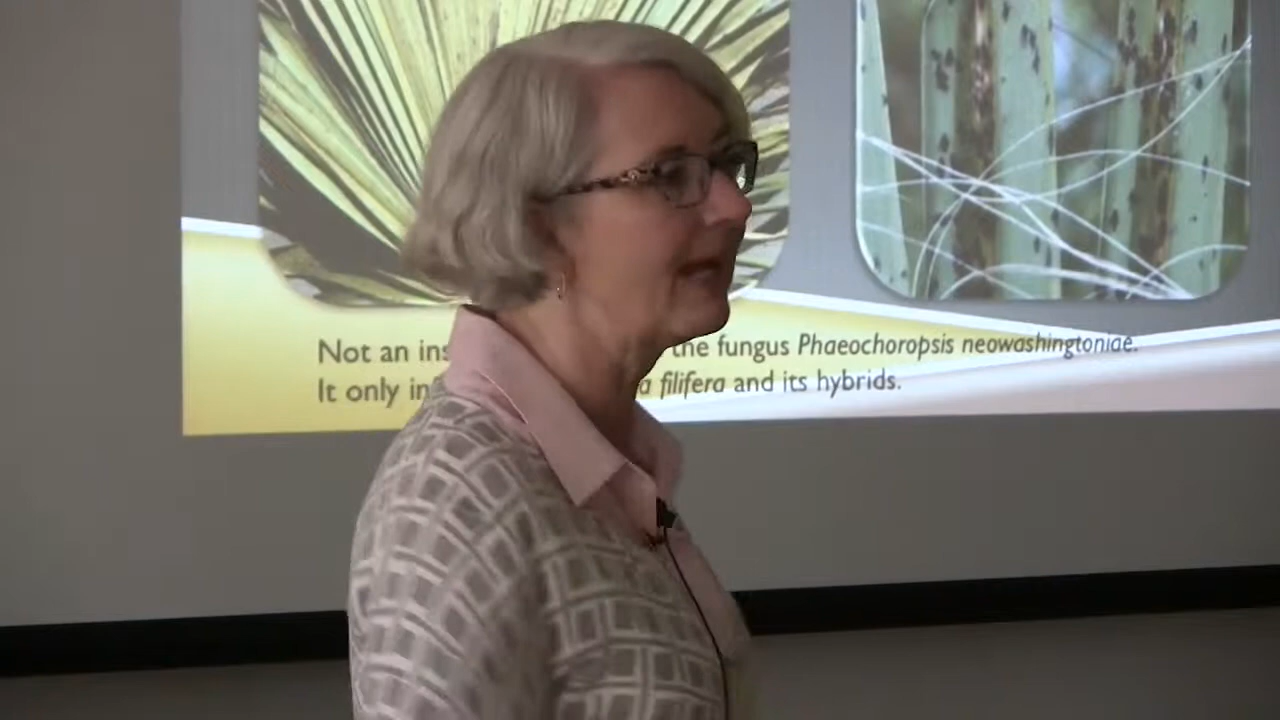 Not an ins the fungus Phaeochoropsis neowashingtoniae.
It only in a filifera and its hybrids.